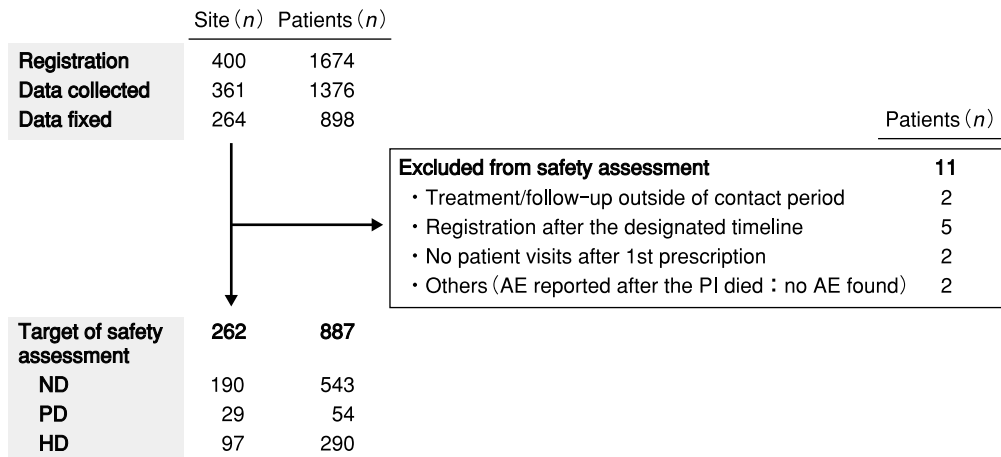 Site (n) Patients (n)
Registration 400 1674
Data collected 361 1376
Data fixed 264 898
Patients (n)
Excluded from safety assessment 11
・Treatment/follow-up outside of contact period 2
・Registration after the designated timeline 5
・No patient visits after 1st prescription 2
・Others (AE reported after the PI died：no AE found) 2
Target of safety 262 887
assessment
ND 190 543
PD 29 54
HD 97 290